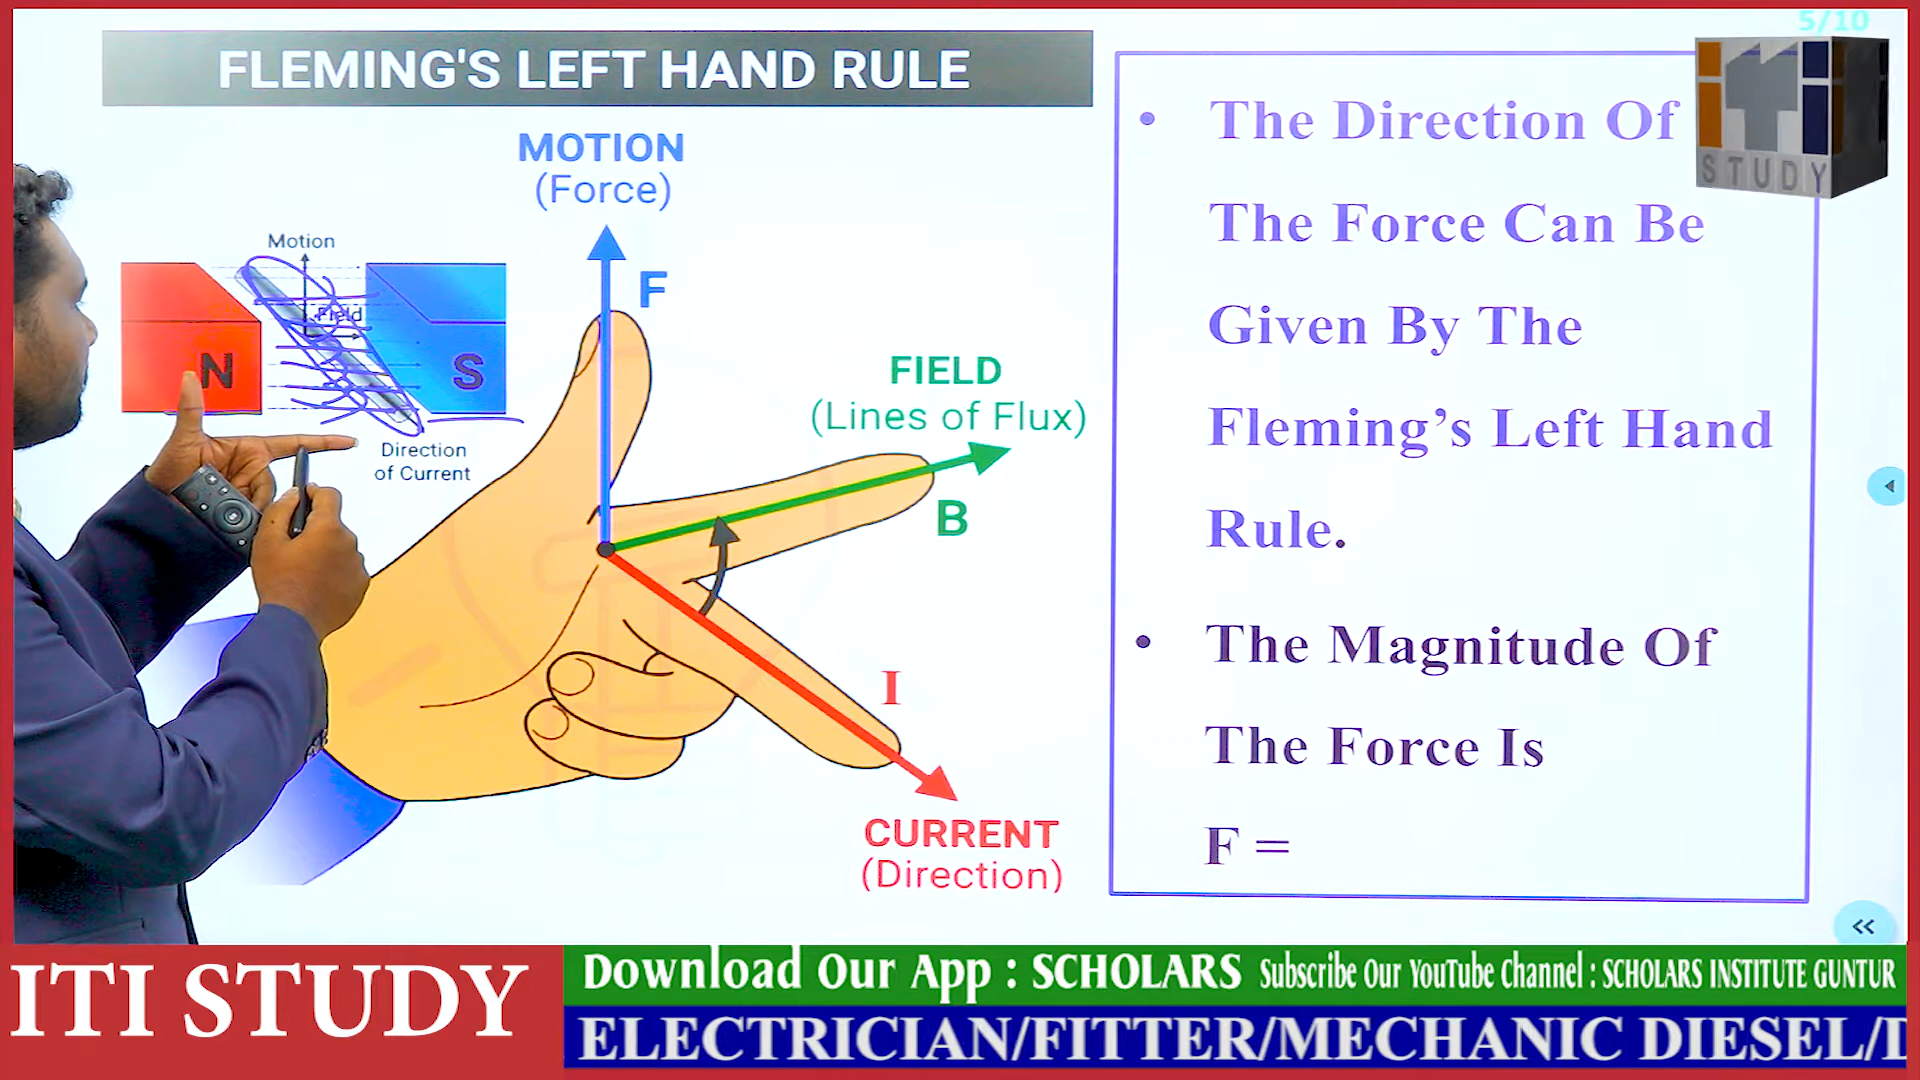 5/10
FLEMING'S LEFT HAND RULE
MOTION
(Force)
F
Motion
Field
N
S
Direction
of Current
FIELD
(Lines of Flux)
B
I
CURRENT
(Direction)
• The Direction Of
The Force Can Be
Given By The
Fleming’s Left Hand
Rule.
• The Magnitude Of
The Force Is
F =
ITI
STUDY
ITI STUDY
Download Our App : SCHOLARS Subscribe Our YouTube Channel : SCHOLARS INSTITUTE GUNTUR
ELECTRICIAN/FITTER/MECHANIC DIESEL/D